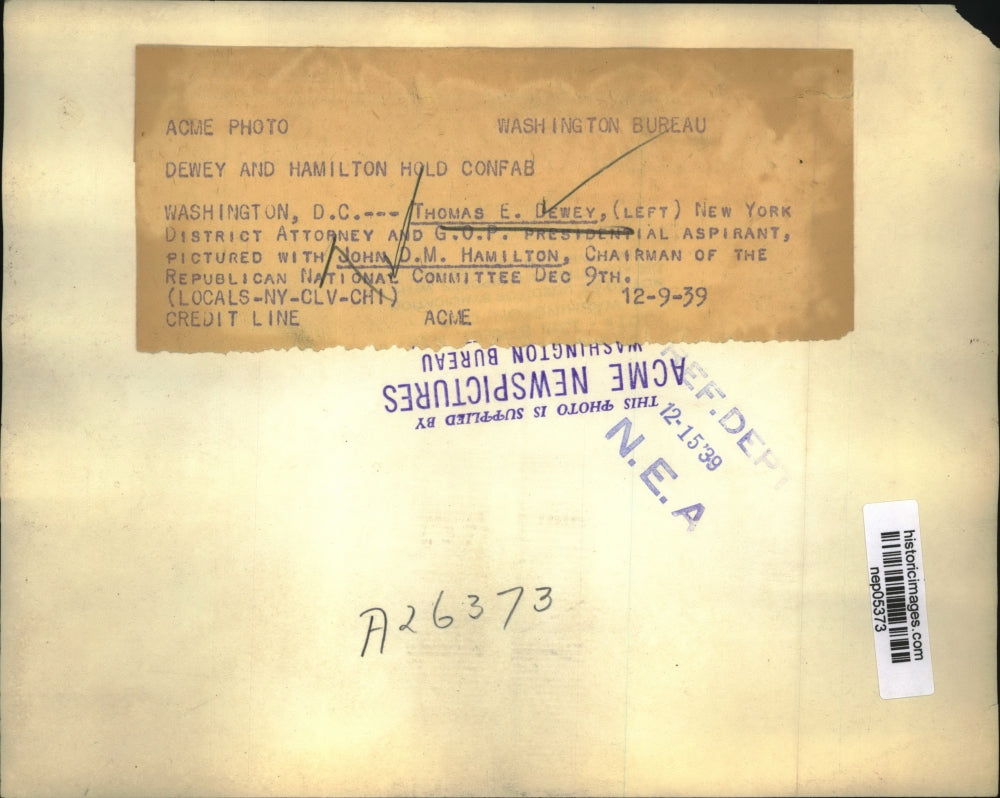 ACME PHOTO WASHINGTON BUREAU
DEWEY AND HAMILTON HOLD CONFAB
WASHINGTON, D.C.--- THOMAS E. DEWEY, (LEFT) NEW YORK
DISTRICT ATTORNEY AND G.O.P. PRESIDENTIAL ASPIRANT,
PICTURED WITH JOHN D.M. HAMILTON, CHAIRMAN OF THE
REPUBLICAN NATIONAL COMMITTEE DEC 9TH.
(LOCALS-NY-CLV-CHI) 12-9-39
CREDIT LINE ACME
THIS PHOTO IS SUPPLIED BY
ACME NEWSPICTURES
WASHINGTON BUREAU
REF. DEPT
12-15'39
N.E.A
A26373
historicimages.com
nep05373